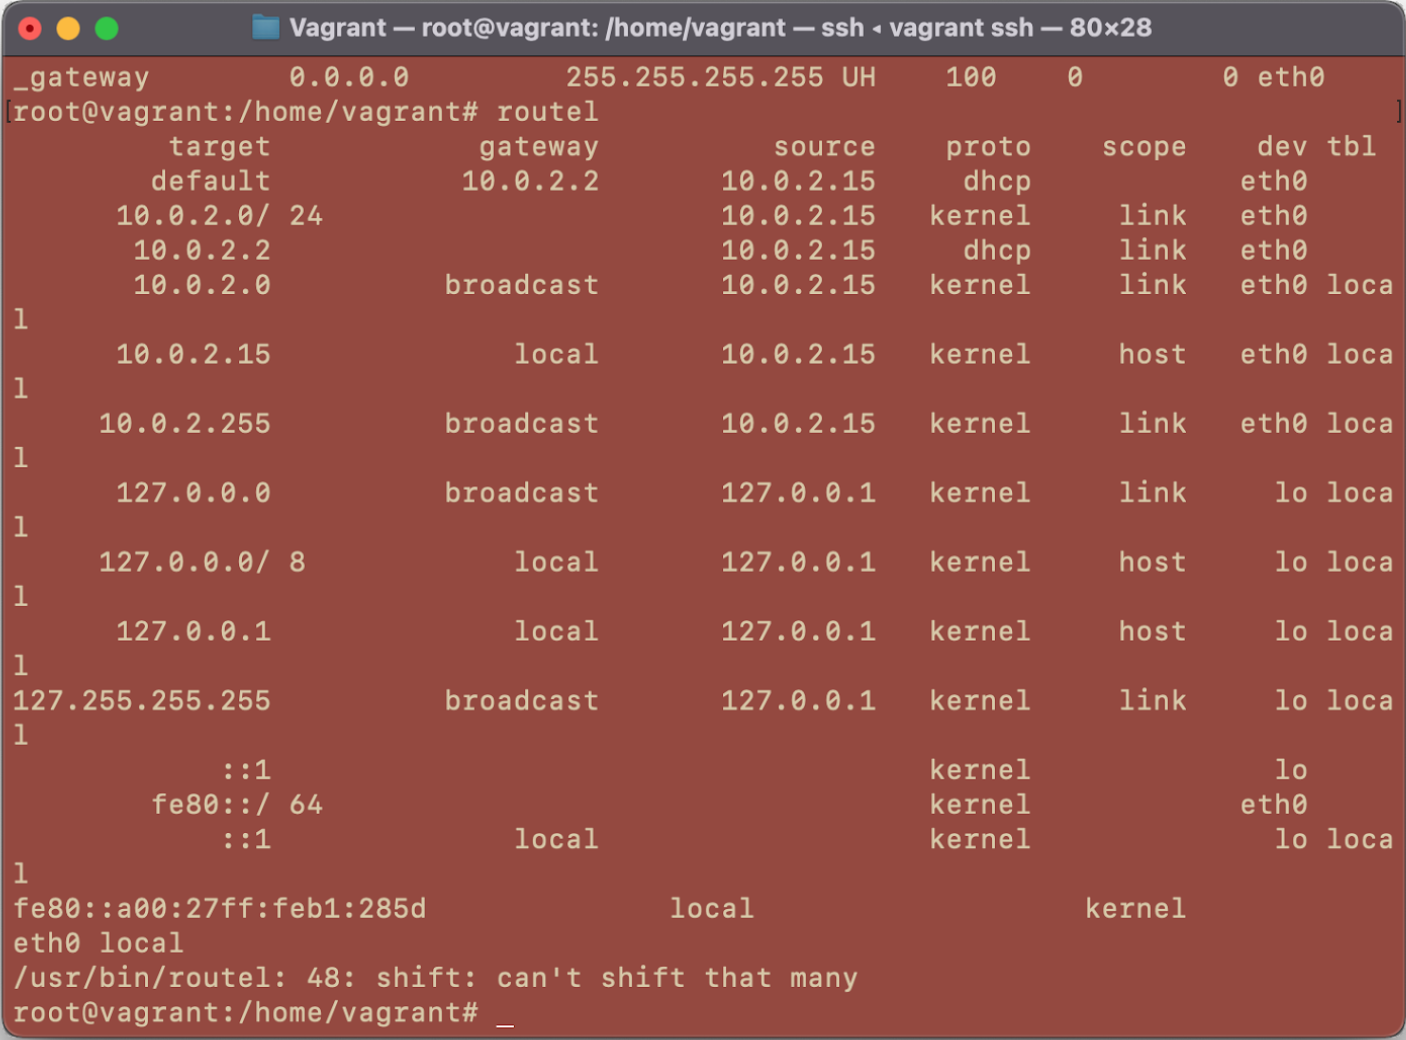 Vagrant — root@vagrant: /home/vagrant — ssh ◂ vagrant ssh — 80×28
_gateway        0.0.0.0         255.255.255.255 UH    100    0        0 eth0
[root@vagrant:/home/vagrant# routel ]
         target            gateway          source    proto    scope    dev tbl
        default           10.0.2.2       10.0.2.15     dhcp            eth0
      10.0.2.0/ 24                       10.0.2.15   kernel     link   eth0
       10.0.2.2                          10.0.2.15     dhcp     link   eth0
       10.0.2.0          broadcast       10.0.2.15   kernel     link   eth0 loca
l
      10.0.2.15              local       10.0.2.15   kernel     host   eth0 loca
l
     10.0.2.255          broadcast       10.0.2.15   kernel     link   eth0 loca
l
      127.0.0.0          broadcast       127.0.0.1   kernel     link     lo loca
l
     127.0.0.0/ 8            local       127.0.0.1   kernel     host     lo loca
l
      127.0.0.1              local       127.0.0.1   kernel     host     lo loca
l
127.255.255.255          broadcast       127.0.0.1   kernel     link     lo loca
l
            ::1                                      kernel              lo
        fe80::/ 64                                   kernel            eth0
            ::1              local                   kernel              lo loca
l
fe80::a00:27ff:feb1:285d              local                   kernel
eth0 local
/usr/bin/routel: 48: shift: can't shift that many
root@vagrant:/home/vagrant# _